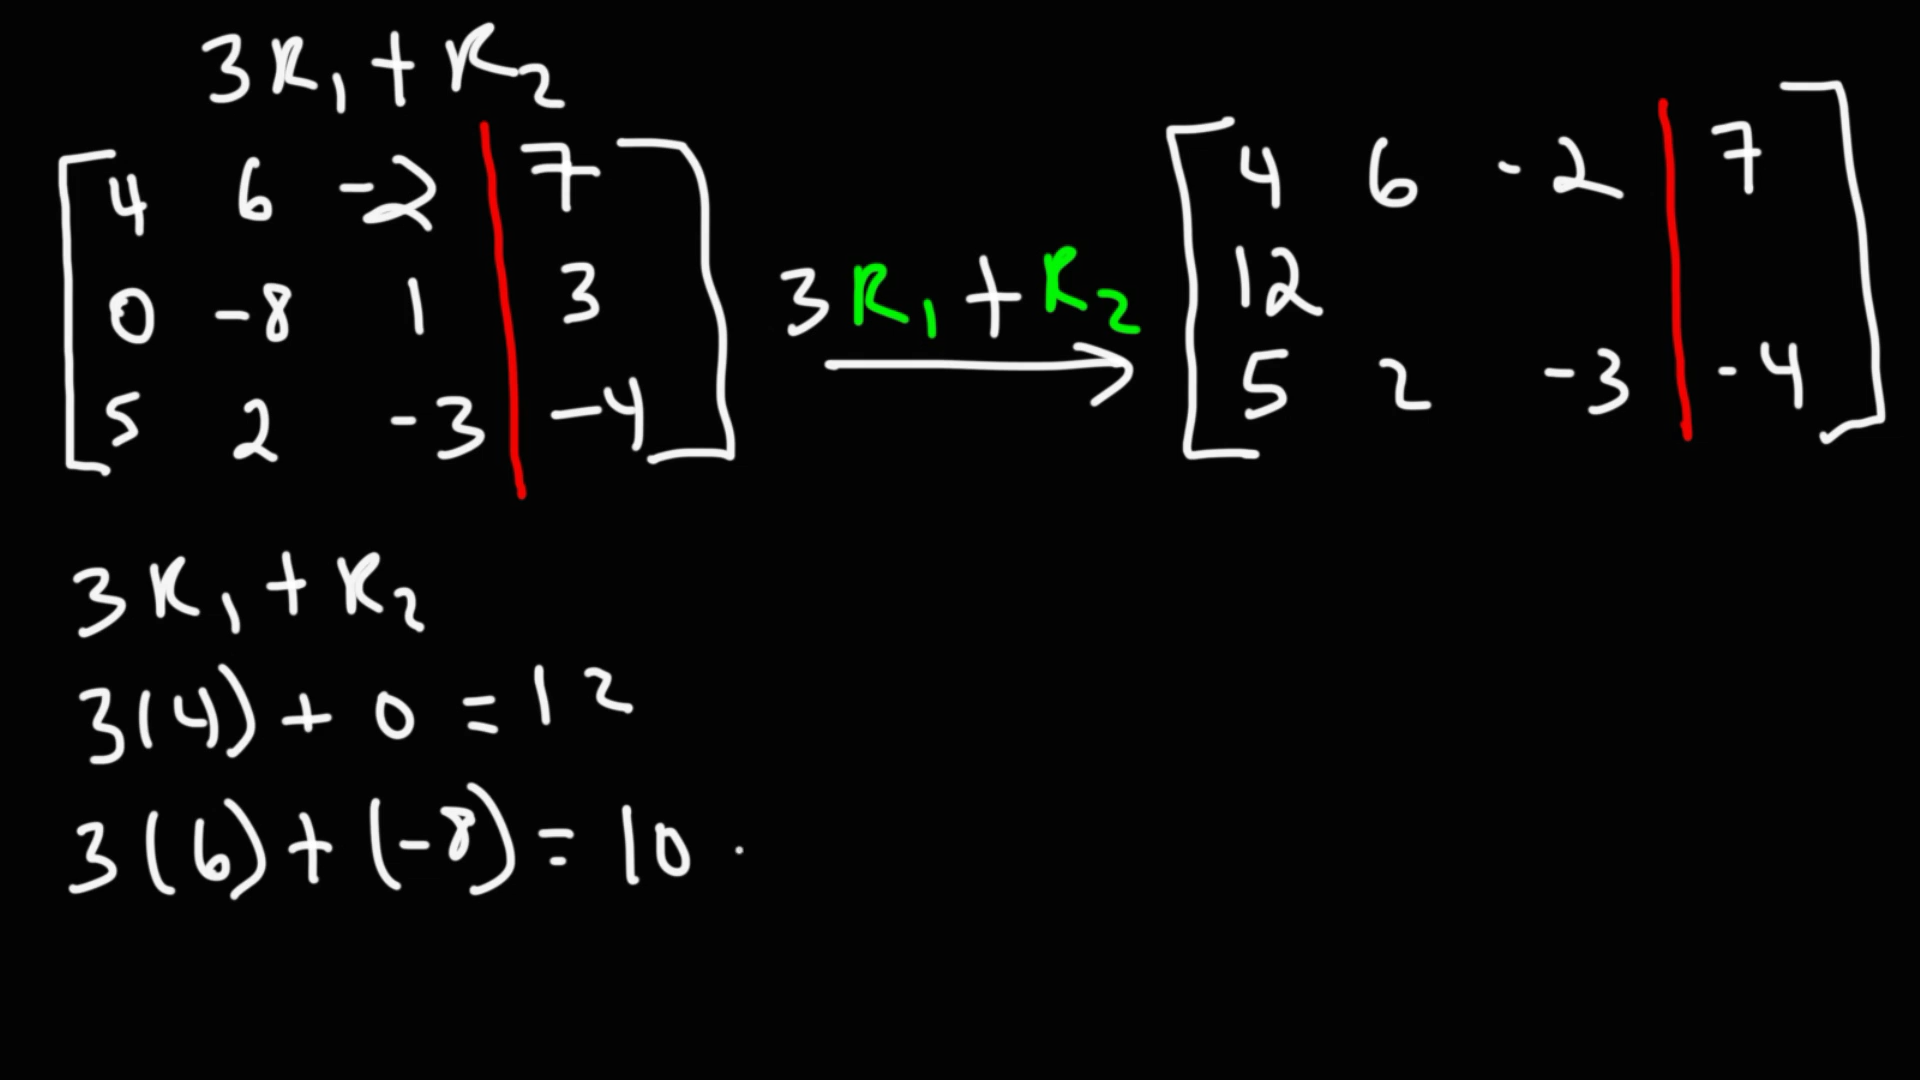 3R₁ + R₂
4 6 -2 7
0 -8 1 3
5 2 -3 -4
3R₁ + R₂
4 6 -2 7
12
5 2 -3 -4
3R₁ + R₂
3(4) + 0 = 12
3(6) + (-8) = 10